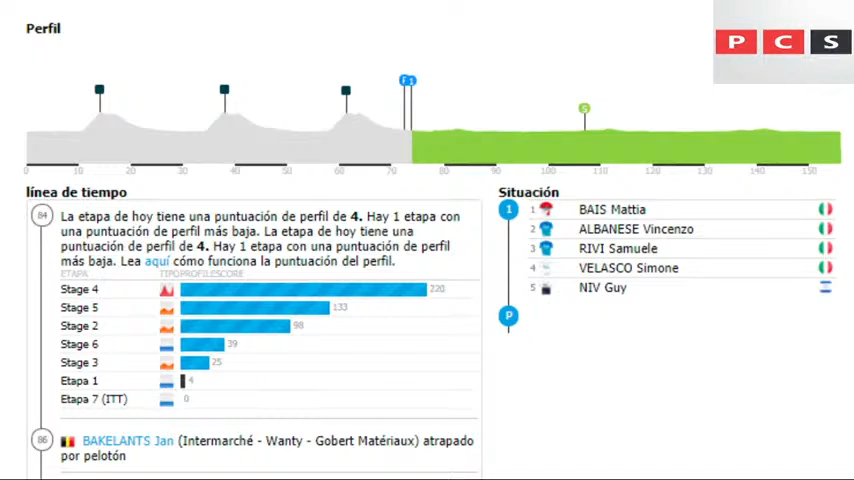 Perfil
P C S
F 1
S
0 10 20 30 40 50 60 70 80 90 100 110 120 130 140 150
línea de tiempo
84
La etapa de hoy tiene una puntuación de perfil de 4. Hay 1 etapa con
una puntuación de perfil más baja. La etapa de hoy tiene una
puntuación de perfil de 4. Hay 1 etapa con una puntuación de perfil
más baja. Lea aquí cómo funciona la puntuación del perfil.
ETAPA TIPO PROFILESCORE
Stage 4 220
Stage 5 133
Stage 2 98
Stage 6 39
Stage 3 25
Etapa 1 4
Etapa 7 (ITT) 0
86
BAKELANTS Jan (Intermarché - Wanty - Gobert Matériaux) atrapado
por pelotón
Situación
1
1 BAIS Mattia
2 ALBANESE Vincenzo
3 RIVI Samuele
4 VELASCO Simone
5 NIV Guy
P